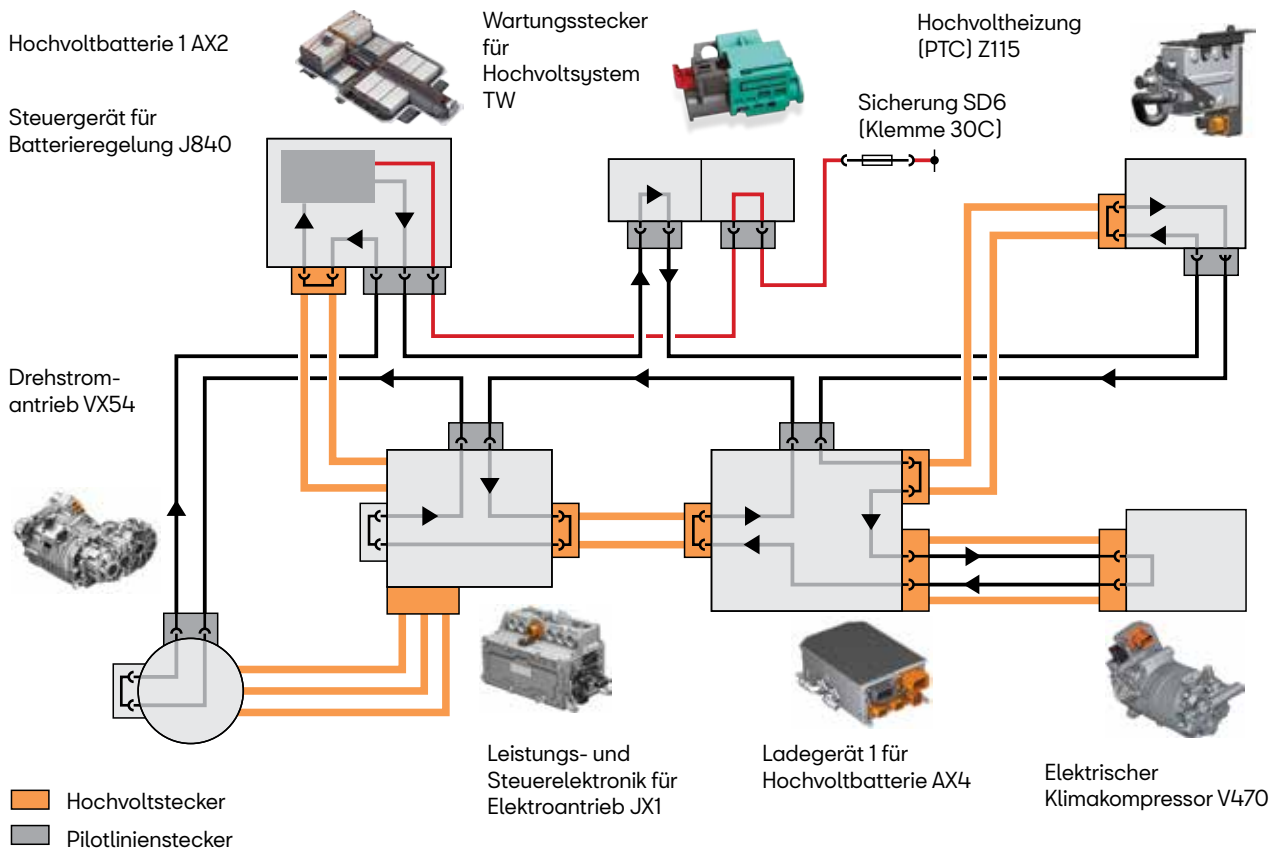 Hochvoltbatterie 1 AX2
Steuergerät für
Batterieregelung J840
Wartungsstecker
für
Hochvoltsystem
TW
Sicherung SD6
(Klemme 30C)
Hochvoltheizung
(PTC) Z115
Drehstrom-
antrieb VX54
Leistungs- und
Steuerelektronik für
Elektroantrieb JX1
Ladegerät 1 für
Hochvoltbatterie AX4
Elektrischer
Klimakompressor V470
Hochvoltstecker
Pilotlinienstecker